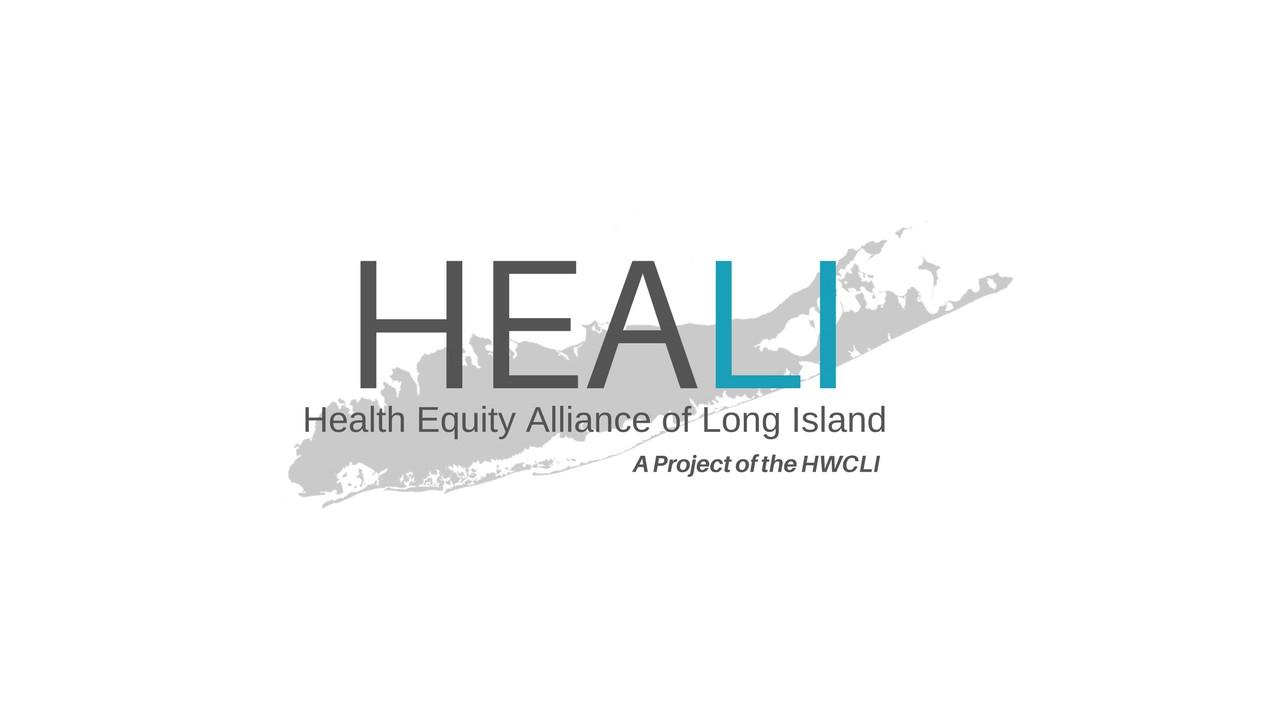 HEALI
Health Equity Alliance of Long Island
A Project of the HWCLI